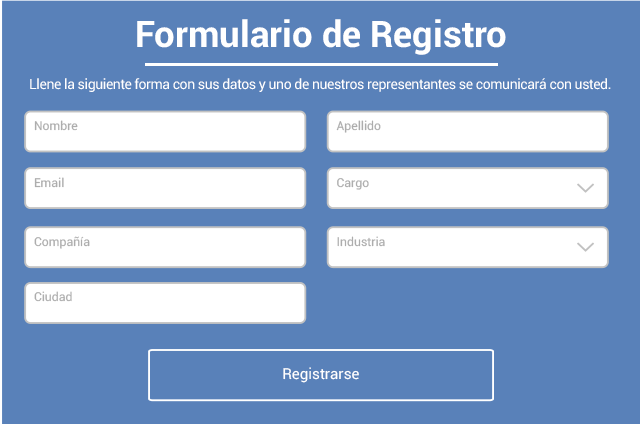 Formulario de Registro
Llene la siguiente forma con sus datos y uno de nuestros representantes se comunicará con usted.
Nombre
Apellido
Email
Cargo
Compañía
Industria
Ciudad
Registrarse